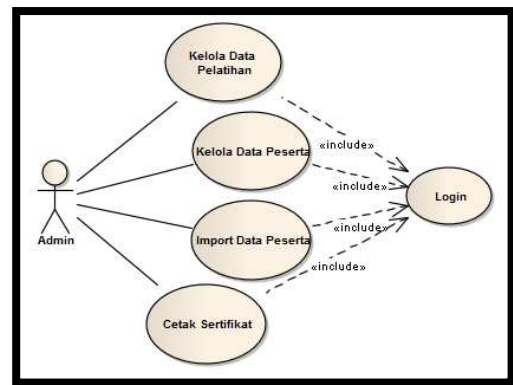 Kelola Data
Pelatihan
«include»
Kelola Data Peserta
«include»
Login
Admin
Import Data Peserta
«include»
«include»
Cetak Sertifikat